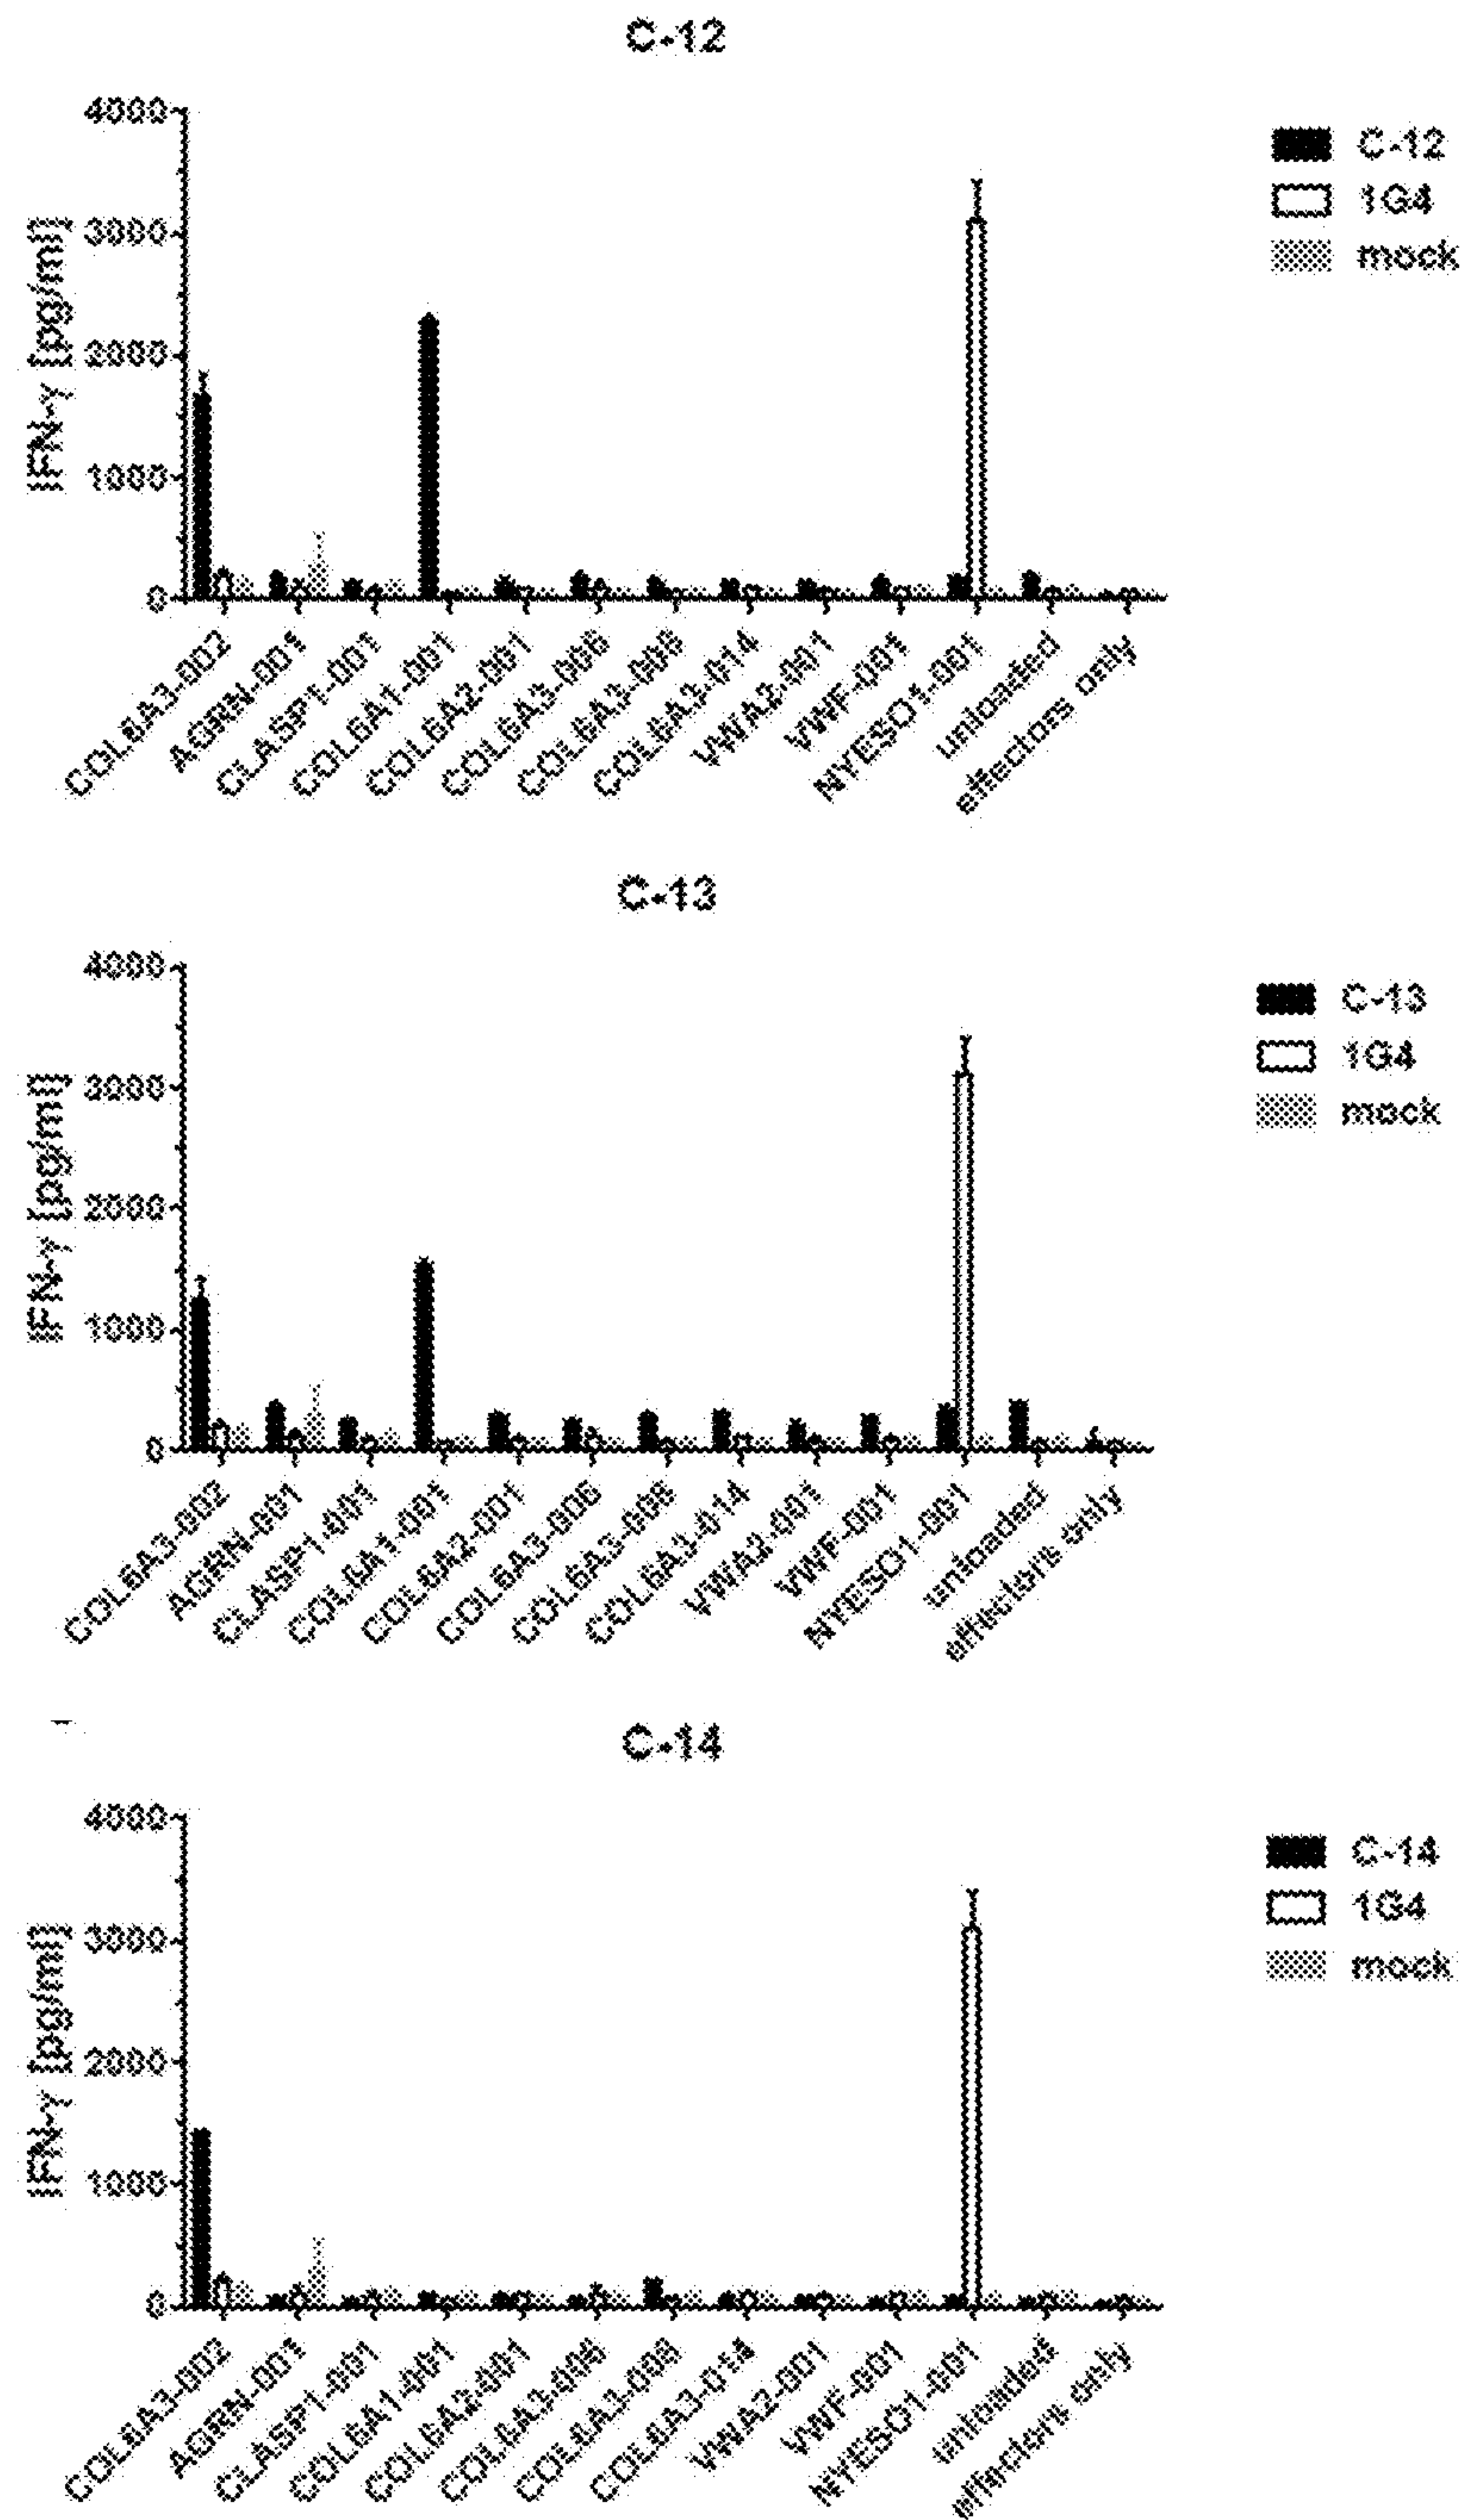 C-12
4000
3000
2000
1000
0
IFN-γ [pg/ml]
C-12
1G4
mock
COL6A3-002
AGRN-001
CLASP1-001
COL6A1-001
COL6A2-001
COL6A3-006
COL6A3-008
COL6A3-014
VWA2-001
VWF-001
NYESO1-001
unloaded
effectors only
C-13
4000
3000
2000
1000
0
IFN-γ [pg/ml]
C-13
1G4
mock
COL6A3-002
AGRN-001
CLASP1-001
COL6A1-001
COL6A2-001
COL6A3-006
COL6A3-008
COL6A3-014
VWA2-001
VWF-001
NYESO1-001
unloaded
effectors only
C-14
4000
3000
2000
1000
0
IFN-γ [pg/ml]
C-14
1G4
mock
COL6A3-002
AGRN-001
CLASP1-001
COL6A1-001
COL6A2-001
COL6A3-006
COL6A3-008
COL6A3-014
VWA2-001
VWF-001
NYESO1-001
unloaded
effectors only